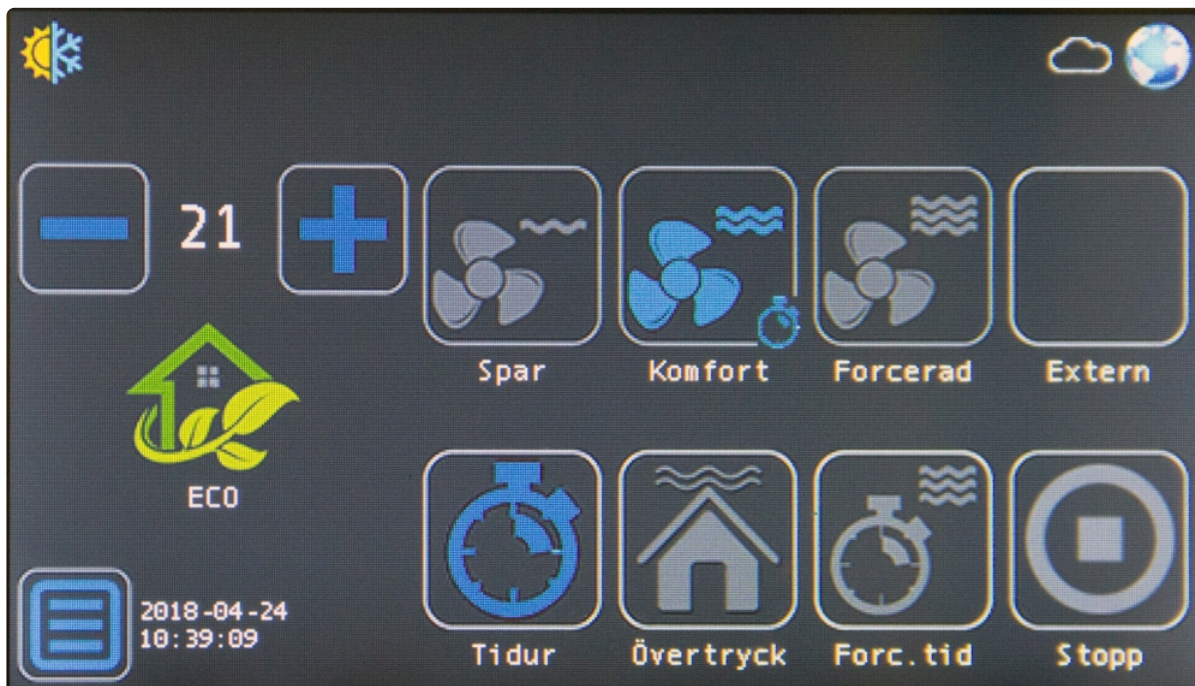 21
Spar
Komfort
Forcerad
Extern
ECO
2018-04-24
10:39:09
Tidur
Övertryck
Forc.tid
Stopp